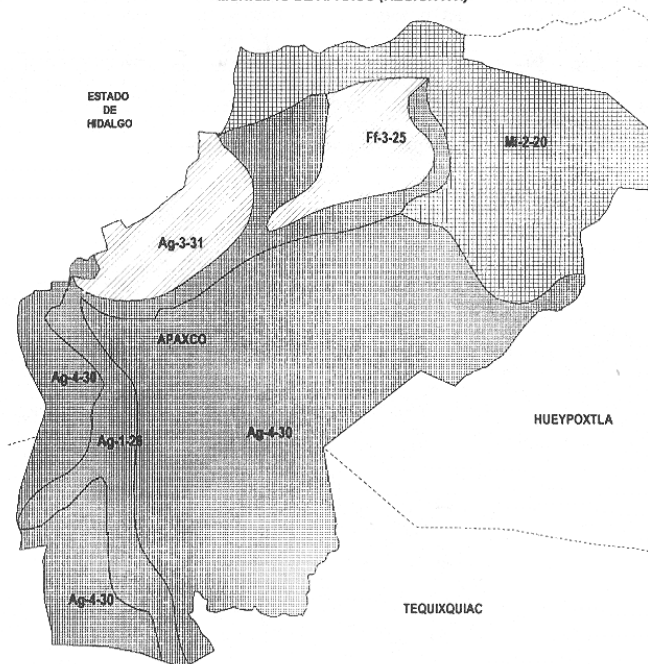 ESTADO
DE
HIDALGO
Ff-3-25
Mi-2-20
Ag-3-31
APAXCO
Ag-4-30
Ag-1-26
Ag-4-30
HUEYPOXTLA
Ag-4-30
TEQUIXQUIAC